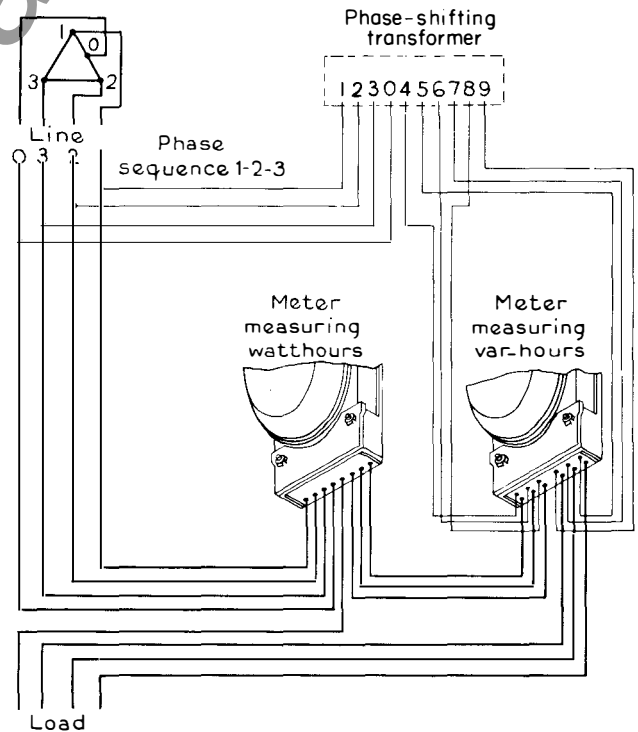 Phase-shifting
transformer
1
0
3
2
1 2 3 0 4 5 6 7 8 9
Line
0 3 2
Phase
sequence 1-2-3
Meter
measuring
watthours
Meter
measuring
var-hours
Load